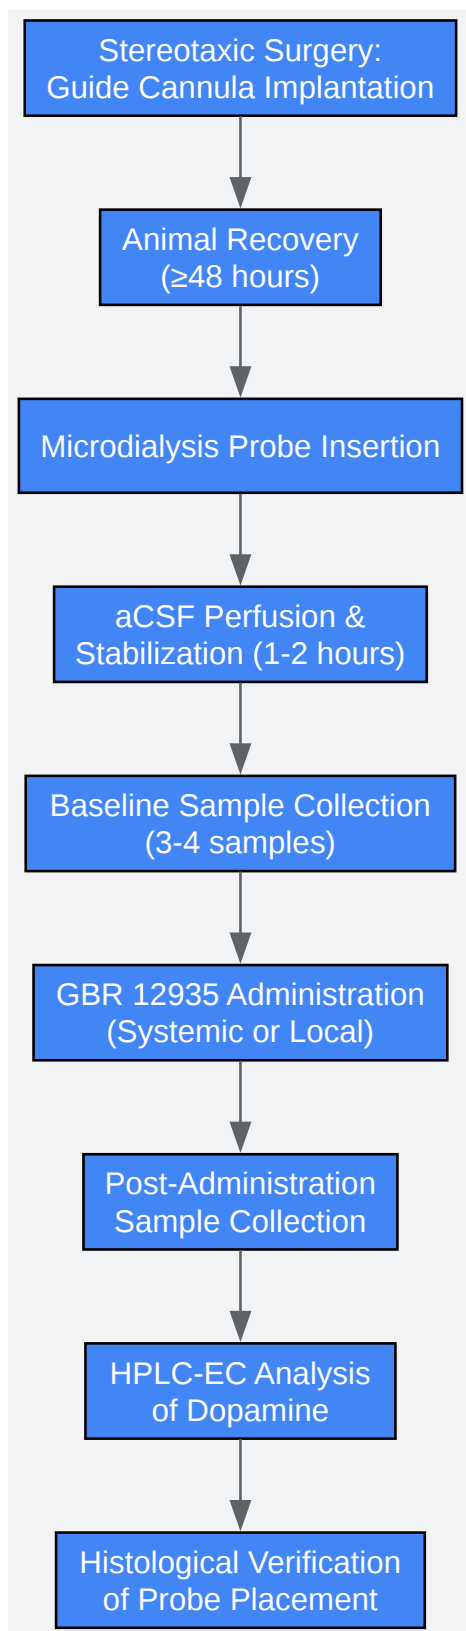 Stereotaxic Surgery:
Guide Cannula Implantation
Animal Recovery
(≥48 hours)
Microdialysis Probe Insertion
aCSF Perfusion &
Stabilization (1-2 hours)
Baseline Sample Collection
(3-4 samples)
GBR 12935 Administration
(Systemic or Local)
Post-Administration
Sample Collection
HPLC-EC Analysis
of Dopamine
Histological Verification
of Probe Placement